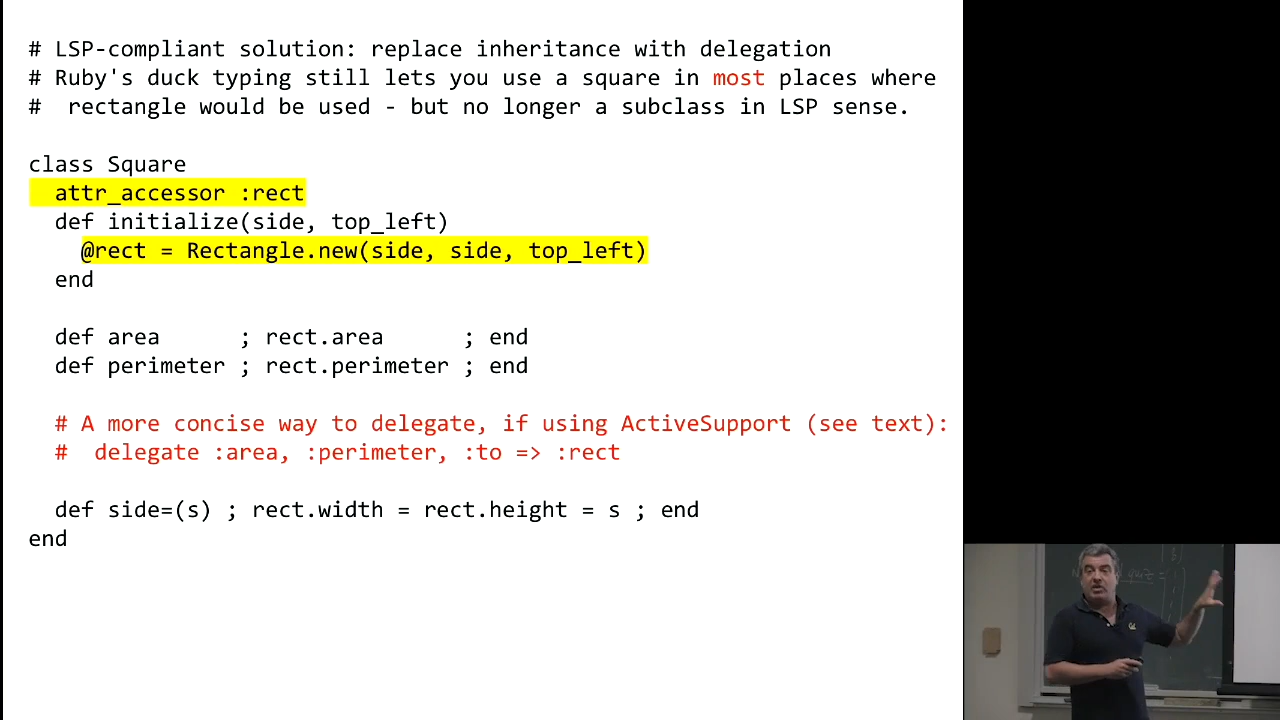 # LSP-compliant solution: replace inheritance with delegation
# Ruby's duck typing still lets you use a square in most places where
#  rectangle would be used - but no longer a subclass in LSP sense.
class Square
  attr_accessor :rect
  def initialize(side, top_left)
    @rect = Rectangle.new(side, side, top_left)
  end
  def area      ; rect.area      ; end
  def perimeter ; rect.perimeter ; end
  # A more concise way to delegate, if using ActiveSupport (see text):
  #  delegate :area, :perimeter, :to => :rect
  def side=(s) ; rect.width = rect.height = s ; end
end